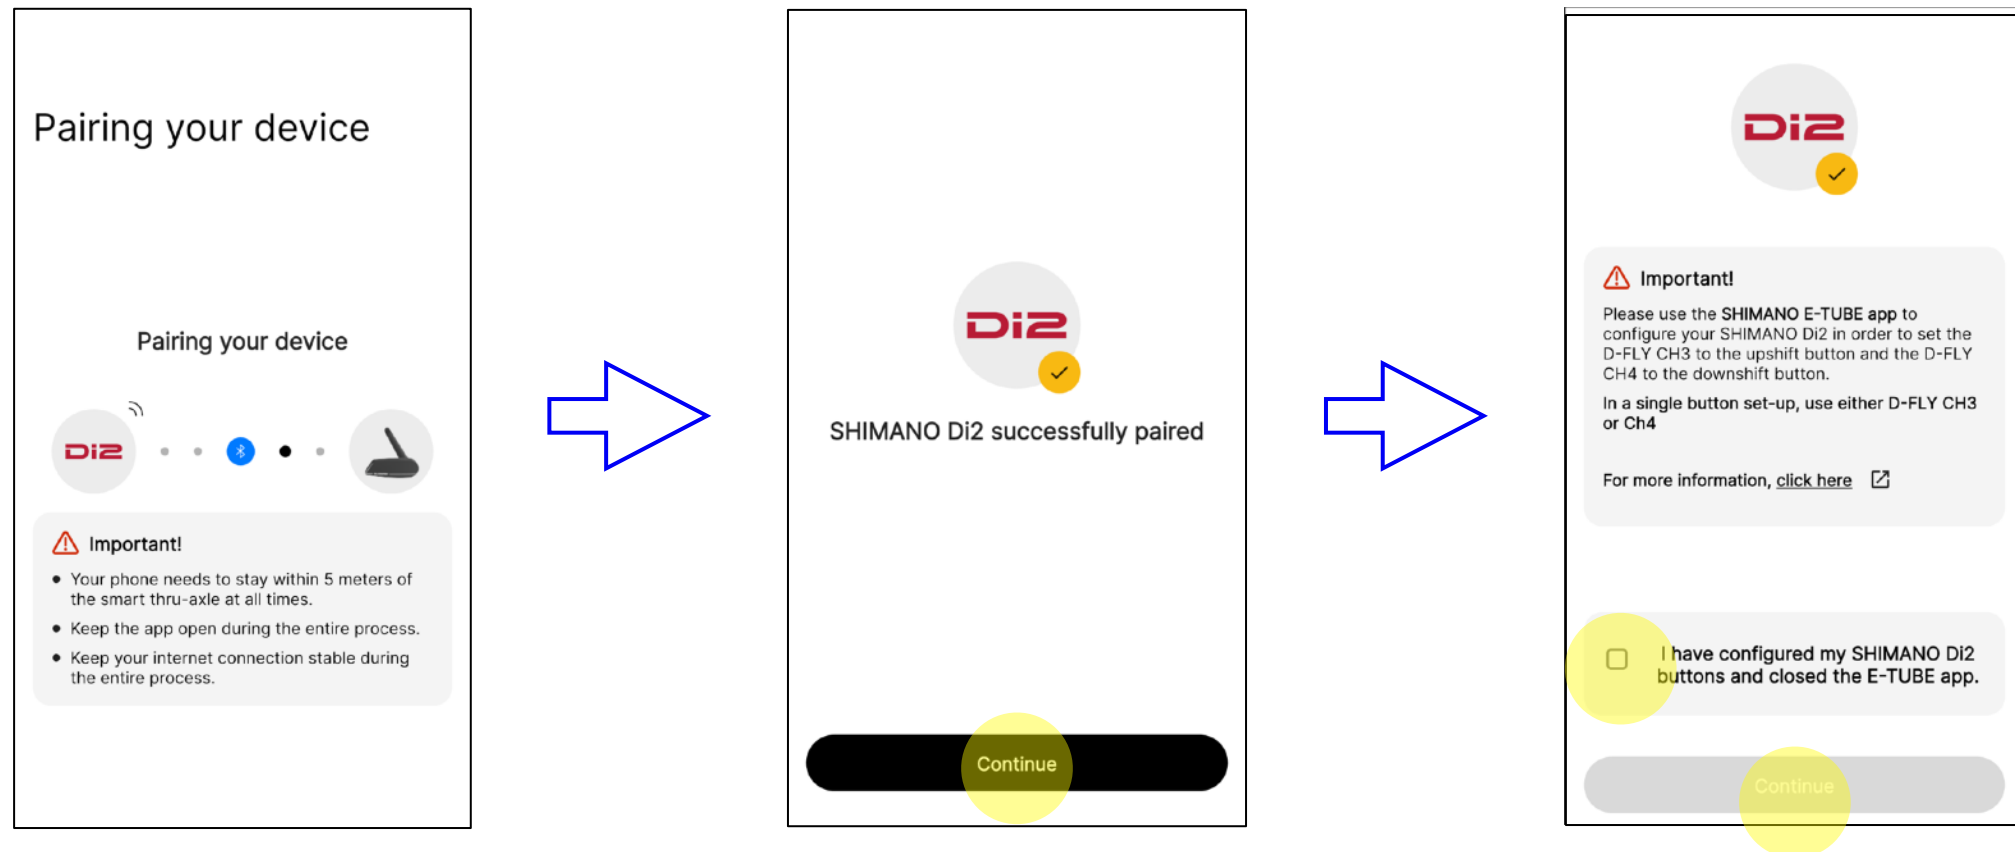 Pairing your device
Pairing your device
Di2
Important!
Your phone needs to stay within 5 meters of
the smart thru-axle at all times.
Keep the app open during the entire process.
Keep your internet connection stable during
the entire process.
Di2
SHIMANO Di2 successfully paired
Continue
Di2
Important!
Please use the SHIMANO E-TUBE app to
configure your SHIMANO Di2 in order to set the
D-FLY CH3 to the upshift button and the D-FLY
CH4 to the downshift button.
In a single button set-up, use either D-FLY CH3
or Ch4
For more information, click here
I have configured my SHIMANO Di2
buttons and closed the E-TUBE app.
Continue